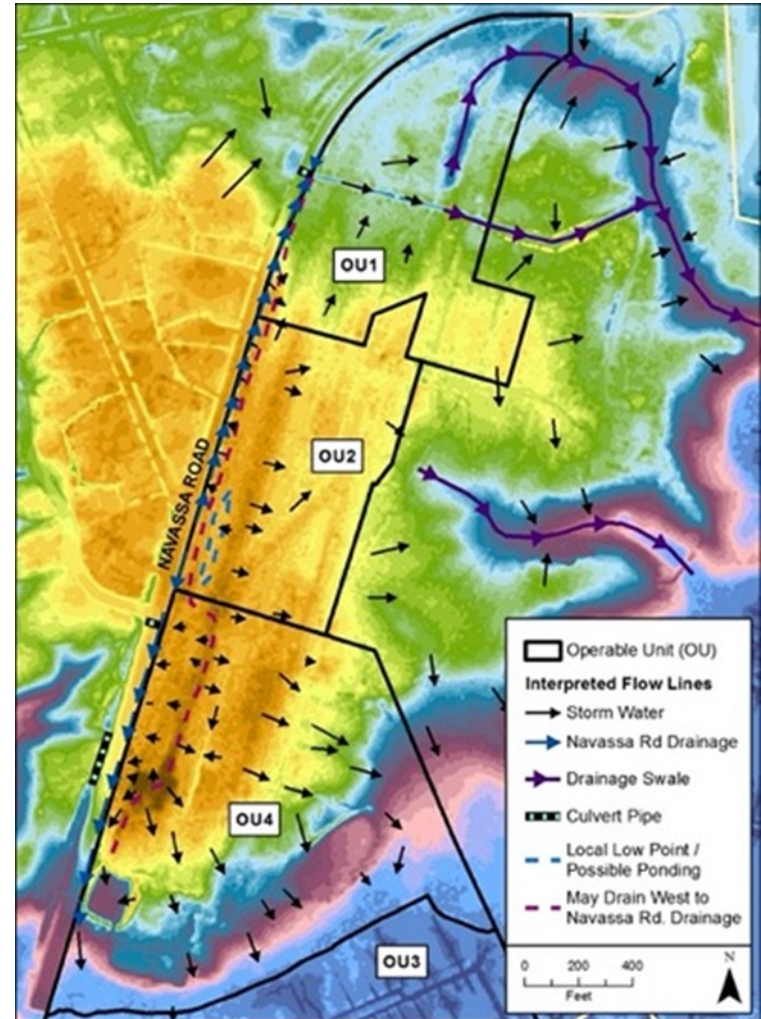 OU1
OU2
NAVASSA ROAD
OU4
OU3
Operable Unit (OU)
Interpreted Flow Lines
Storm Water
Navassa Rd Drainage
Drainage Swale
Culvert Pipe
Local Low Point /
Possible Ponding
May Drain West to
Navassa Rd. Drainage
N
0 200 400
Feet